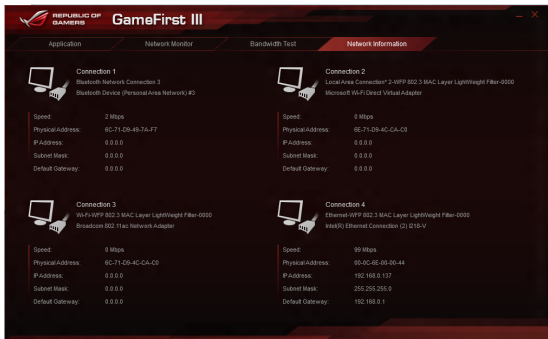 REPUBLIC OF
GAMERS
GameFirst III
Application
Network Monitor
Bandwidth Test
Network Information
Connection 1
Bluetooth Network Connection 3
Bluetooth Device (Personal Area Network) #3
Speed: 2 Mbps
Physical Address: 6C-71-D9-49-7A-F7
IP Address: 0.0.0.0
Subnet Mask: 0.0.0.0
Default Gateway: 0.0.0.0
Connection 2
Local Area Connection* 2-WFP 802.3 MAC Layer LightWeight Filter-0000
Microsoft Wi-Fi Direct Virtual Adapter
Speed: 0 Mbps
Physical Address: 6E-71-D9-4C-CA-C0
IP Address: 0.0.0.0
Subnet Mask: 0.0.0.0
Default Gateway: 0.0.0.0
Connection 3
Wi-Fi-WFP 802.3 MAC Layer LightWeight Filter-0000
Broadcom 802.11ac Network Adapter
Speed: 0 Mbps
Physical Address: 6C-71-D9-4C-CA-C0
IP Address: 0.0.0.0
Subnet Mask: 0.0.0.0
Default Gateway: 0.0.0.0
Connection 4
Ethernet-WFP 802.3 MAC Layer LightWeight Filter-0000
Intel(R) Ethernet Connection (2) I218-V
Speed: 99 Mbps
Physical Address: 00-0C-6E-00-00-44
IP Address: 192.168.0.137
Subnet Mask: 255.255.255.0
Default Gateway: 192.168.0.1